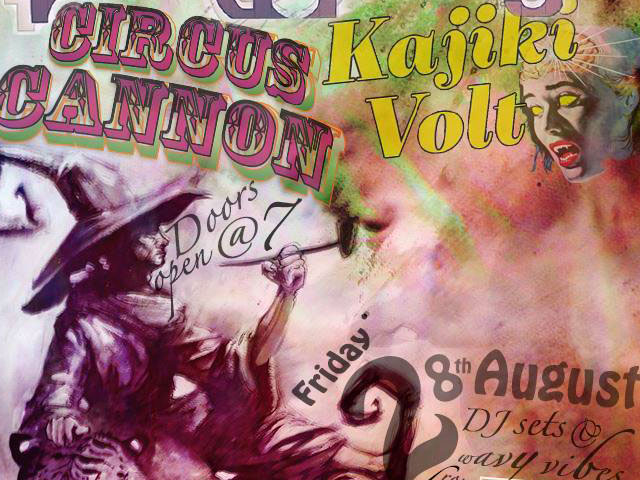 CIRCUS
CANNON
Kajiki
Volt
Doors
open @ 7
Friday
28th August
DJ sets &
wavy vibes